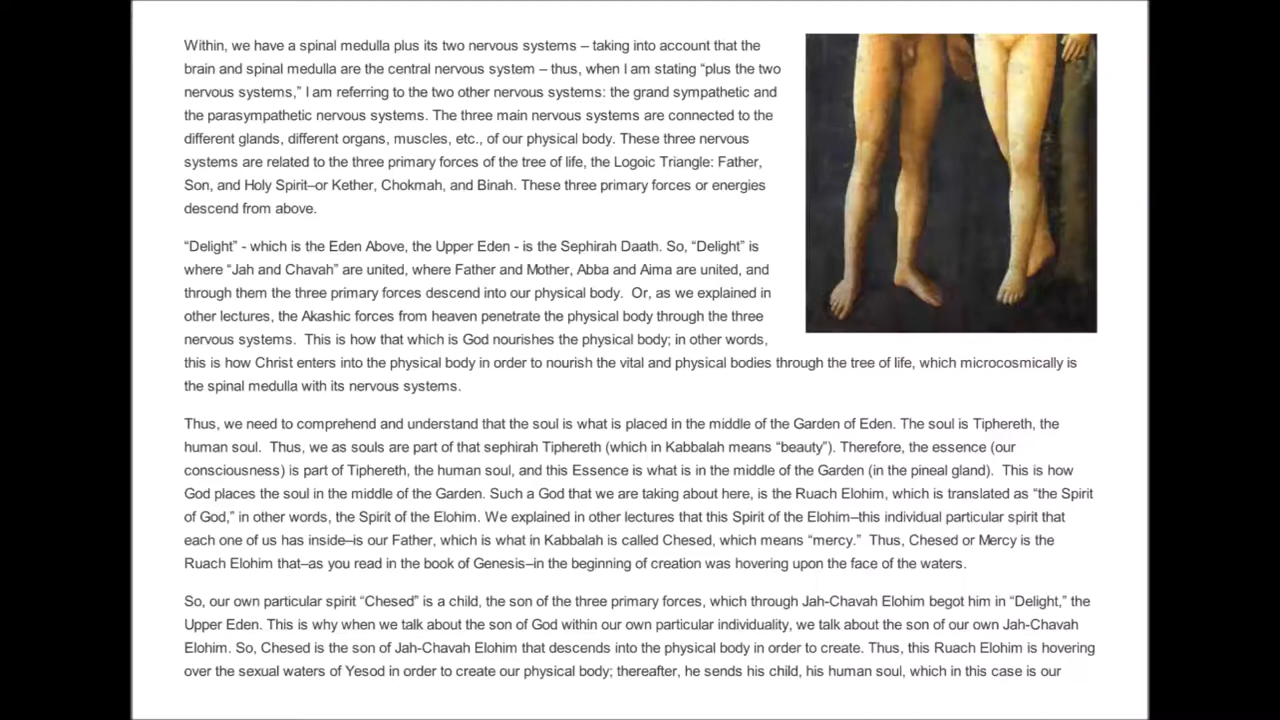 Within, we have a spinal medulla plus its two nervous systems – taking into account that the
brain and spinal medulla are the central nervous system – thus, when I am stating “plus the two
nervous systems,” I am referring to the two other nervous systems: the grand sympathetic and
the parasympathetic nervous systems. The three main nervous systems are connected to the
different glands, different organs, muscles, etc., of our physical body. These three nervous
systems are related to the three primary forces of the tree of life, the Logoic Triangle: Father,
Son, and Holy Spirit–or Kether, Chokmah, and Binah. These three primary forces or energies
descend from above.
“Delight” - which is the Eden Above, the Upper Eden - is the Sephirah Daath. So, “Delight” is
where “Jah and Chavah” are united, where Father and Mother, Abba and Aima are united, and
through them the three primary forces descend into our physical body. Or, as we explained in
other lectures, the Akashic forces from heaven penetrate the physical body through the three
nervous systems. This is how that which is God nourishes the physical body; in other words,
this is how Christ enters into the physical body in order to nourish the vital and physical bodies through the tree of life, which microcosmically is
the spinal medulla with its nervous systems.
Thus, we need to comprehend and understand that the soul is what is placed in the middle of the Garden of Eden. The soul is Tiphereth, the
human soul. Thus, we as souls are part of that sephirah Tiphereth (which in Kabbalah means “beauty”). Therefore, the essence (our
consciousness) is part of Tiphereth, the human soul, and this Essence is what is in the middle of the Garden (in the pineal gland). This is how
God places the soul in the middle of the Garden. Such a God that we are taking about here, is the Ruach Elohim, which is translated as “the Spirit
of God,” in other words, the Spirit of the Elohim. We explained in other lectures that this Spirit of the Elohim–this individual particular spirit that
each one of us has inside–is our Father, which is what in Kabbalah is called Chesed, which means “mercy.” Thus, Chesed or Mercy is the
Ruach Elohim that–as you read in the book of Genesis–in the beginning of creation was hovering upon the face of the waters.
So, our own particular spirit “Chesed” is a child, the son of the three primary forces, which through Jah-Chavah Elohim begot him in “Delight,” the
Upper Eden. This is why when we talk about the son of God within our own particular individuality, we talk about the son of our own Jah-Chavah
Elohim. So, Chesed is the son of Jah-Chavah Elohim that descends into the physical body in order to create. Thus, this Ruach Elohim is hovering
over the sexual waters of Yesod in order to create our physical body; thereafter, he sends his child, his human soul, which in this case is our